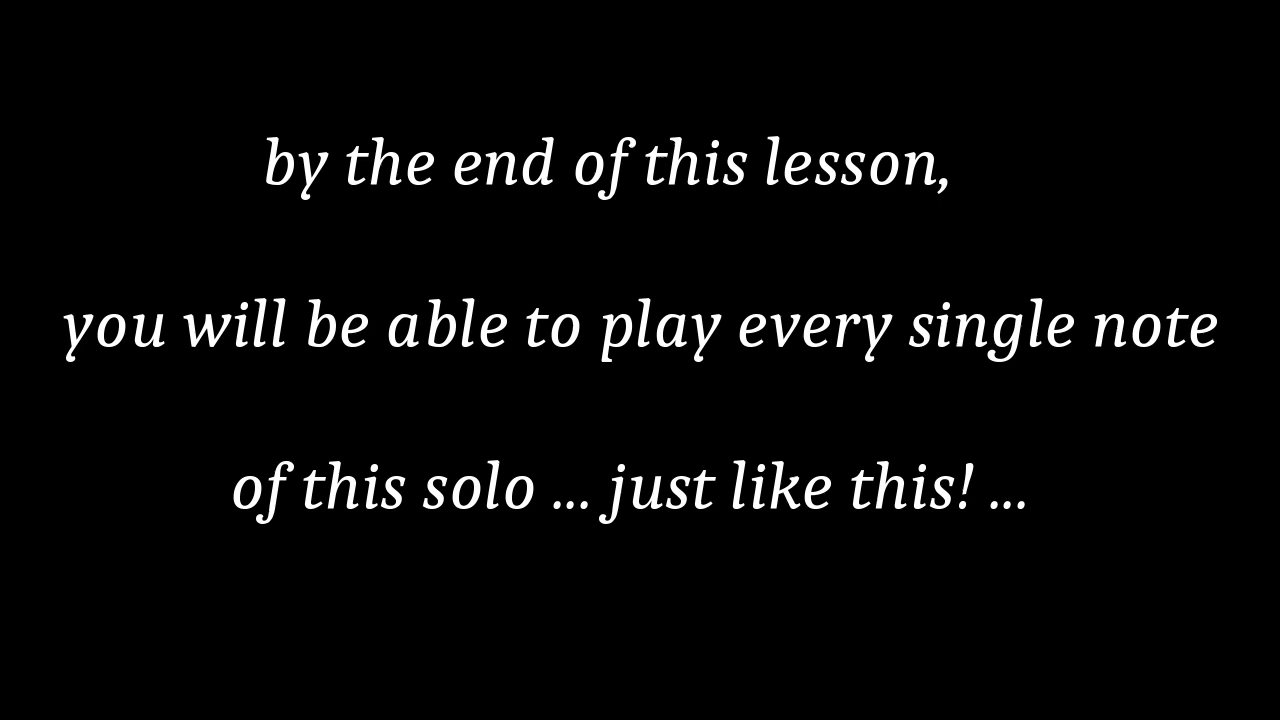 by the end of this lesson,
you will be able to play every single note
of this solo ... just like this! ...